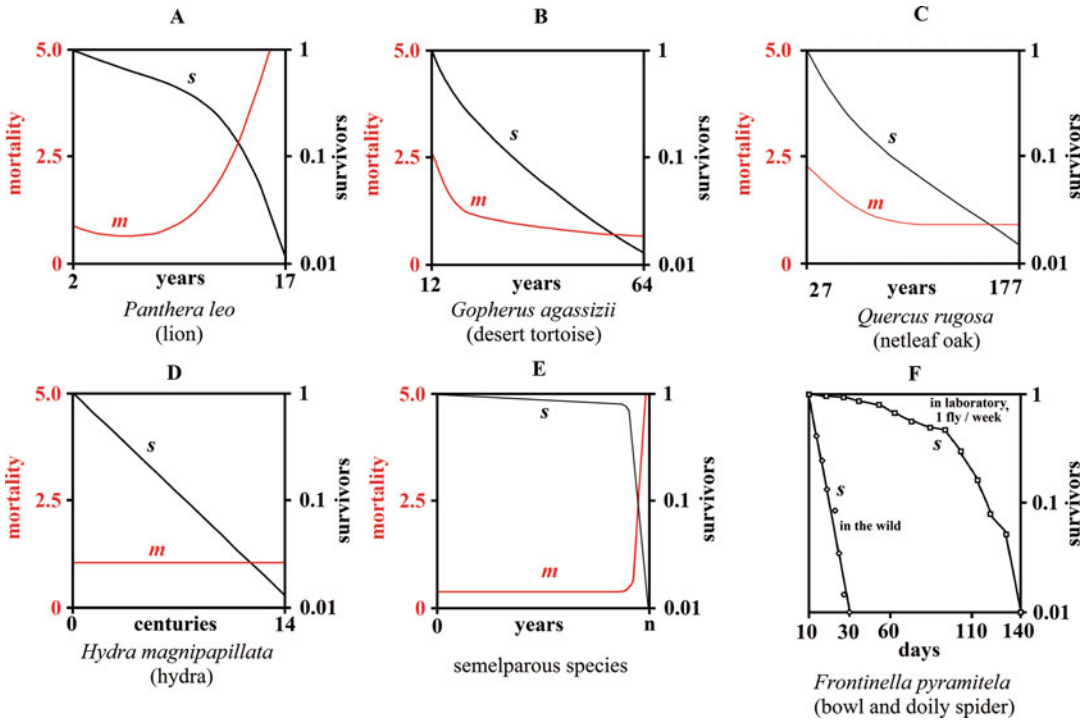 A
5.0
2.5
0
mortality
s
m
1
0.1
0.01
survivors
2 years 17
Panthera leo
(lion)
B
5.0
2.5
0
mortality
s
m
1
0.1
0.01
survivors
12 years 64
Gopherus agassizii
(desert tortoise)
C
5.0
2.5
0
mortality
s
m
1
0.1
0.01
survivors
27 years 177
Quercus rugosa
(netleaf oak)
D
5.0
2.5
0
mortality
s
m
1
0.1
0.01
survivors
0 centuries 14
Hydra magnipapillata
(hydra)
E
5.0
2.5
0
mortality
s
m
1
0.1
0.01
survivors
0 years n
semelparous species
F
in laboratory,
1 fly / week
s
s
in the wild
1
0.1
0.01
survivors
10 30 60 110 140
days
Frontinella pyramitela
(bowl and doily spider)